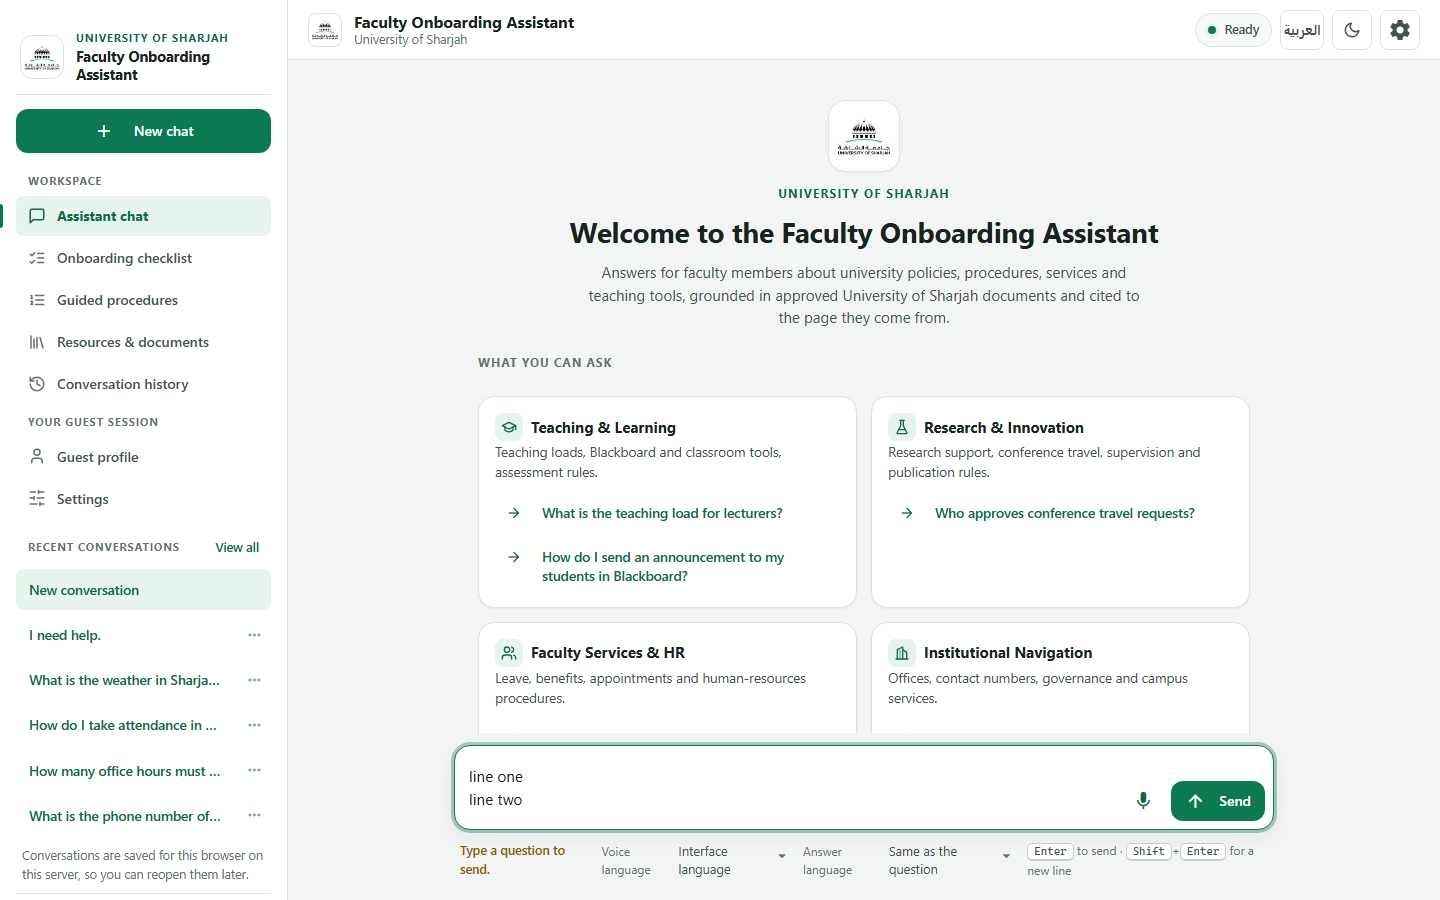 UNIVERSITY OF SHARJAH
Faculty Onboarding
Assistant
New chat
WORKSPACE
Assistant chat
Onboarding checklist
Guided procedures
Resources & documents
Conversation history
YOUR GUEST SESSION
Guest profile
Settings
RECENT CONVERSATIONS
View all
New conversation
I need help.
What is the weather in Sharja...
How do I take attendance in ...
How many office hours must ...
What is the phone number of...
Conversations are saved for this browser on
this server, so you can reopen them later.
Faculty Onboarding Assistant
University of Sharjah
Ready
العربية
جامعة الشارقة
UNIVERSITY OF SHARJAH
UNIVERSITY OF SHARJAH
Welcome to the Faculty Onboarding Assistant
Answers for faculty members about university policies, procedures, services and
teaching tools, grounded in approved University of Sharjah documents and cited to
the page they come from.
WHAT YOU CAN ASK
Teaching & Learning
Teaching loads, Blackboard and classroom tools,
assessment rules.
What is the teaching load for lecturers?
How do I send an announcement to my
students in Blackboard?
Research & Innovation
Research support, conference travel, supervision and
publication rules.
Who approves conference travel requests?
Faculty Services & HR
Leave, benefits, appointments and human-resources
procedures.
Institutional Navigation
Offices, contact numbers, governance and campus
services.
line one
line two
Send
Type a question to
send.
Voice
language
Interface
language
Answer
language
Same as the
question
Enter to send · Shift+Enter for a
new line